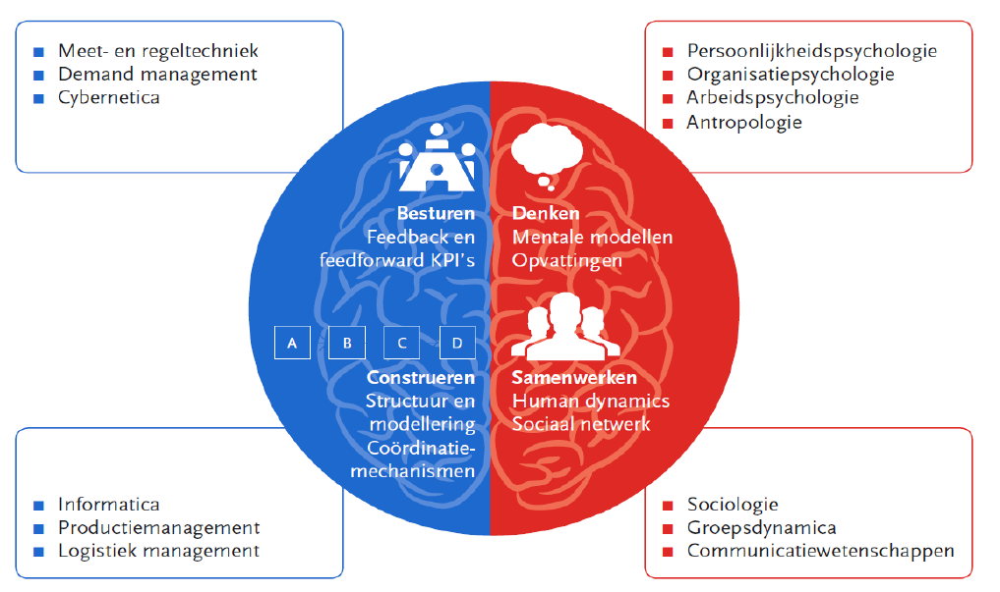 Meet- en regeltechniek
Demand management
Cybernetica
Persoonlijkheidspsychologie
Organisatiepsychologie
Arbeidspsychologie
Antropologie
Besturen
Feedback en
feedforward KPI's
Denken
Mentale modellen
Opvattingen
A B C D
Construeren
Structuur en
modellering
Coördinatie-
mechanismen
Samenwerken
Human dynamics
Sociaal netwerk
Informatica
Productiemanagement
Logistiek management
Sociologie
Groepsdynamica
Communicatiewetenschappen